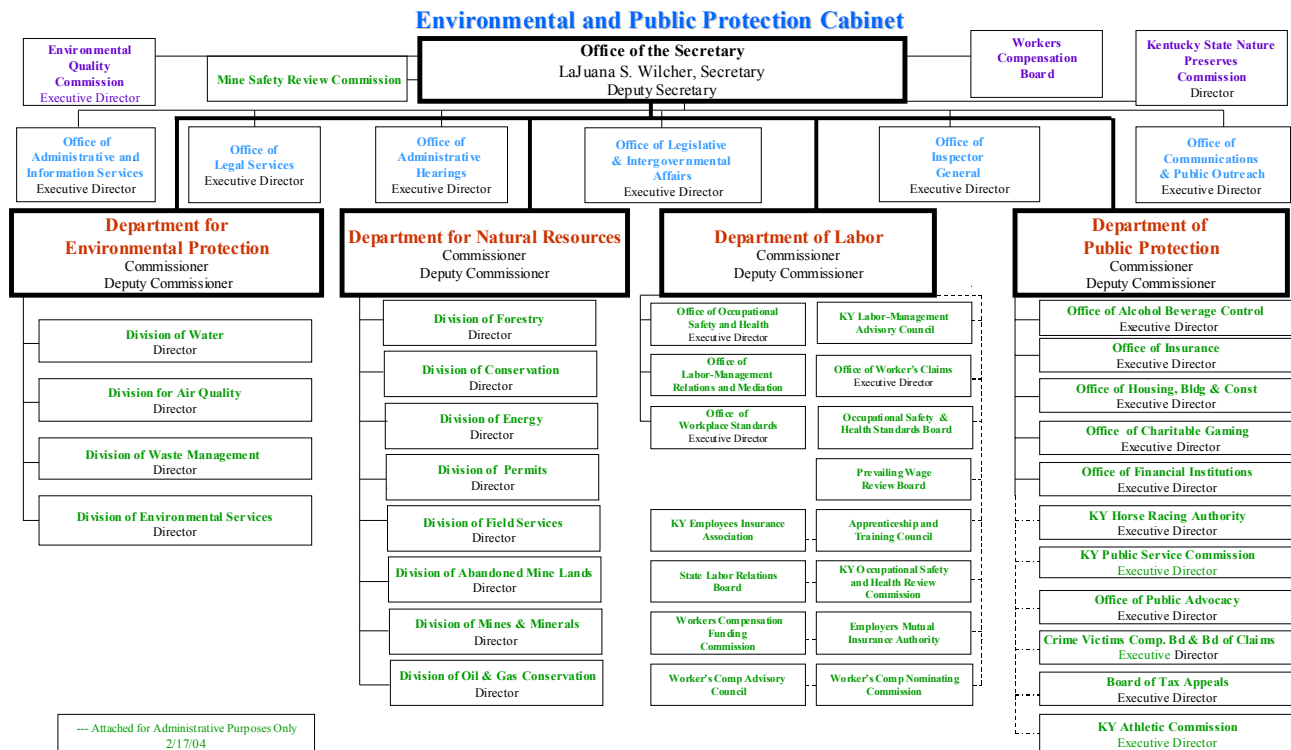 Environmental and Public Protection Cabinet
Environmental
Quality
Commission
Executive Director
Mine Safety Review Commission
Office of the Secretary
LaJuana S. Wilcher, Secretary
Deputy Secretary
Workers
Compensation
Board
Kentucky State Nature
Preserves
Commission
Director
Office of
Administrative and
Information Services
Executive Director
Office of
Legal Services
Executive Director
Office of
Administrative
Hearings
Executive Director
Office of Legislative
& Intergovernmental
Affairs
Executive Director
Office of
Inspector
General
Executive Director
Office of
Communications
& Public Outreach
Executive Director
Department for
Environmental Protection
Commissioner
Deputy Commissioner
Division of Water
Director
Division for Air Quality
Director
Division of Waste Management
Director
Division of Environmental Services
Director
Department for Natural Resources
Commissioner
Deputy Commissioner
Division of Forestry
Director
Division of Conservation
Director
Division of Energy
Director
Division of Permits
Director
Division of Field Services
Director
Division of Abandoned Mine Lands
Director
Division of Mines & Minerals
Director
Division of Oil & Gas Conservation
Director
Department of Labor
Commissioner
Deputy Commissioner
Office of Occupational
Safety and Health
Executive Director
Office of
Labor-Management
Relations and Mediation
Office of
Workplace Standards
Executive Director
KY Employees Insurance
Association
State Labor Relations
Board
Workers Compensation
Funding
Commission
Worker's Comp Advisory
Council
KY Labor-Management
Advisory Council
Office of Worker's Claims
Executive Director
Occupational Safety &
Health Standards Board
Prevailing Wage
Review Board
Apprenticeship and
Training Council
KY Occupational Safety
and Health Review
Commission
Employers Mutual
Insurance Authority
Worker's Comp Nominating
Commission
Department of
Public Protection
Commissioner
Deputy Commissioner
Office of Alcohol Beverage Control
Executive Director
Office of Insurance
Executive Director
Office of Housing, Bldg & Const
Executive Director
Office of Charitable Gaming
Executive Director
Office of Financial Institutions
Executive Director
KY Horse Racing Authority
Executive Director
KY Public Service Commission
Executive Director
Office of Public Advocacy
Executive Director
Crime Victims Comp. Bd & Bd of Claims
Executive Director
Board of Tax Appeals
Executive Director
KY Athletic Commission
Executive Director
--- Attached for Administrative Purposes Only
2/17/04